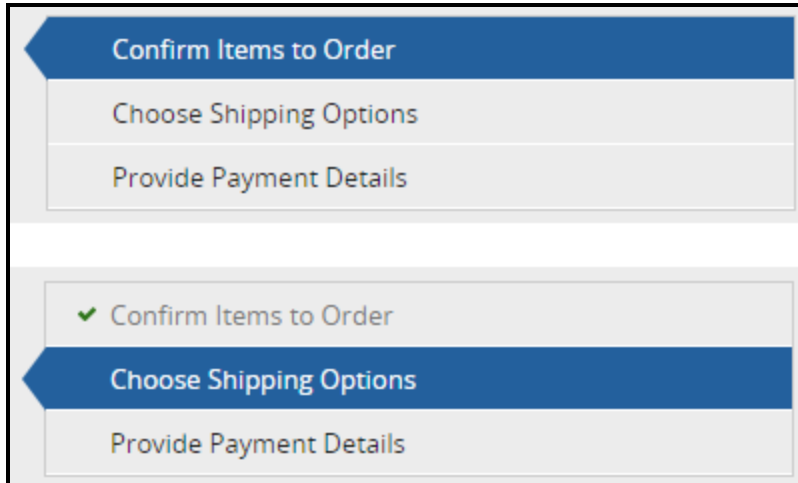 Confirm Items to Order
Choose Shipping Options
Provide Payment Details
Confirm Items to Order
Choose Shipping Options
Provide Payment Details